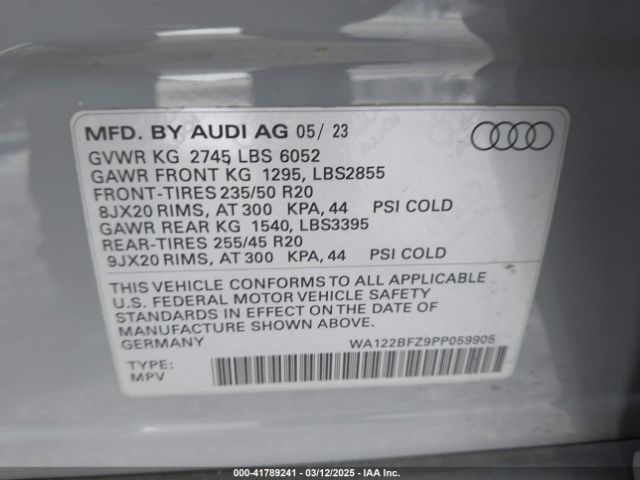 MFD. BY AUDI AG 05/ 23
GVWR KG 2745, LBS 6052
GAWR FRONT KG 1295, LBS2855
FRONT-TIRES 235/50 R20
8JX20 RIMS, AT 300 KPA, 44 PSI COLD
GAWR REAR KG 1540, LBS3395
REAR-TIRES 255/45 R20
9JX20 RIMS, AT 300 KPA, 44 PSI COLD
THIS VEHICLE CONFORMS TO ALL APPLICABLE
U.S. FEDERAL MOTOR VEHICLE SAFETY
STANDARDS IN EFFECT ON THE DATE OF
MANUFACTURE SHOWN ABOVE.
GERMANY
WA122BFZ9PP059905
TYPE:
MPV
000-41789241 - 03/12/2025 - IAA Inc.